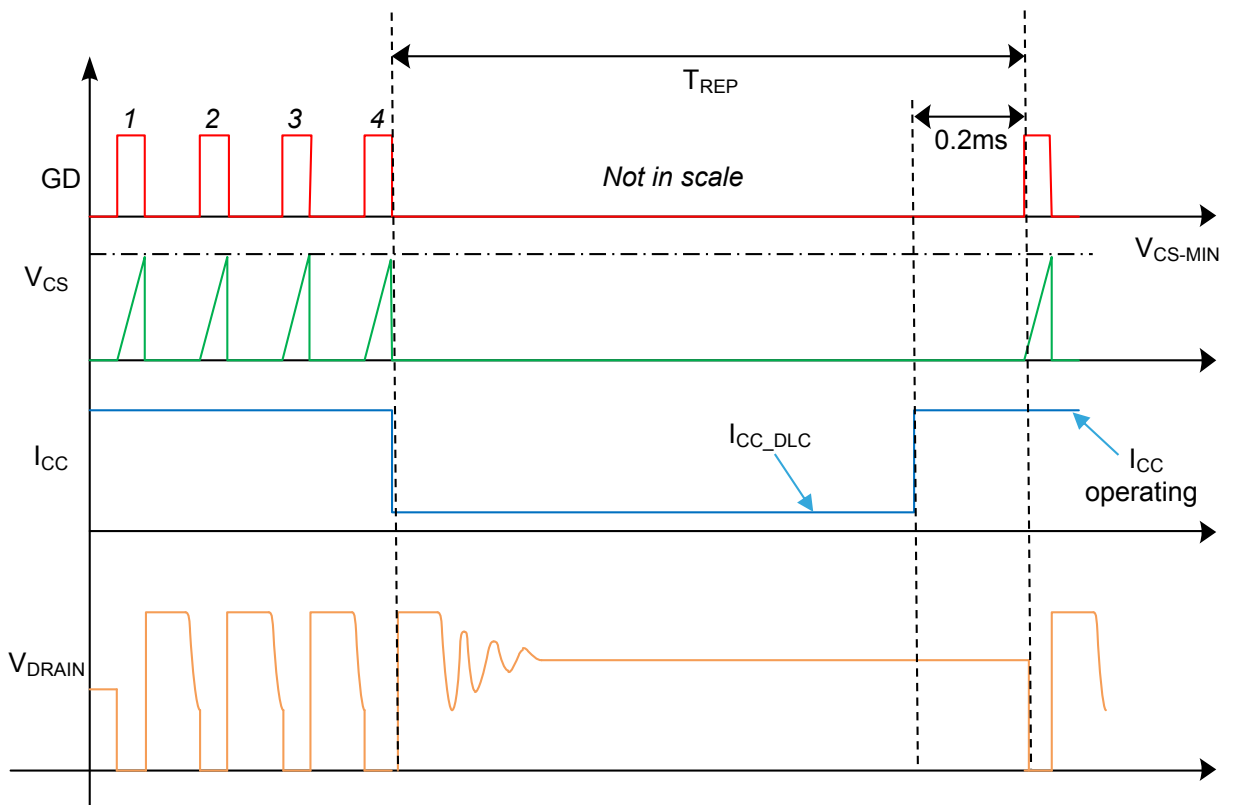 T_REP
1 2 3 4
0.2ms
GD
Not in scale
V_CS-MIN
V_CS
I_CC_DLC
I_CC
I_CC
operating
V_DRAIN